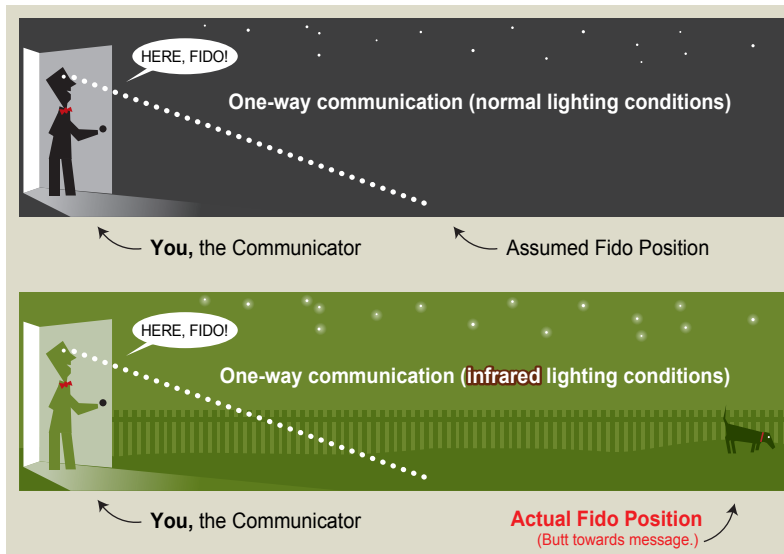 HERE, FIDO!
One-way communication (normal lighting conditions)
You, the Communicator
Assumed Fido Position
HERE, FIDO!
One-way communication (infrared lighting conditions)
You, the Communicator
Actual Fido Position
(Butt towards message.)